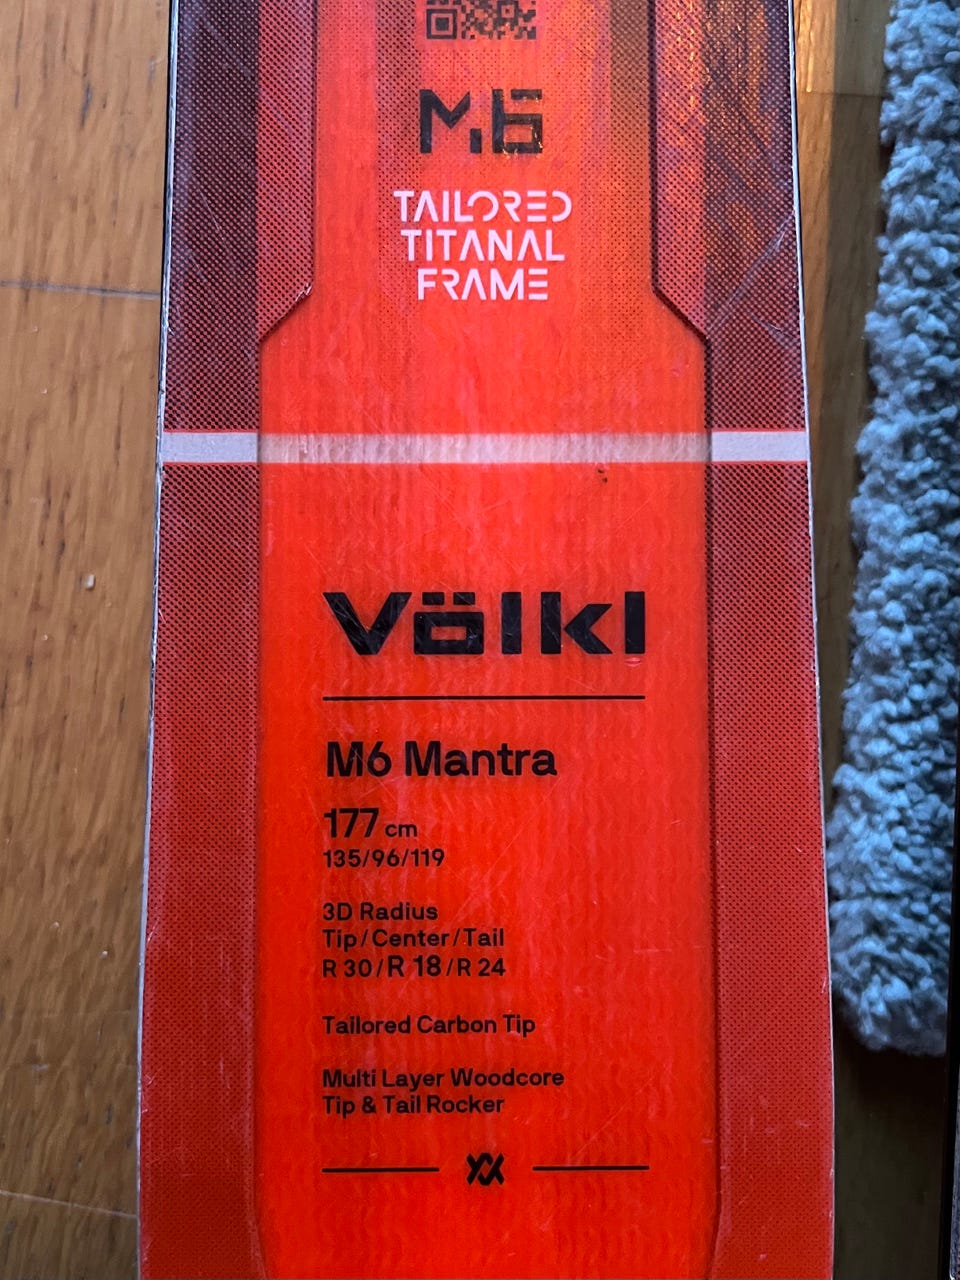 M6
TAILORED
TITANAL
FRAME
Völkl
M6 Mantra
177 cm
135/96/119
3D Radius
Tip/Center/Tail
R 30/R 18/R 24
Tailored Carbon Tip
Multi Layer Woodcore
Tip & Tail Rocker